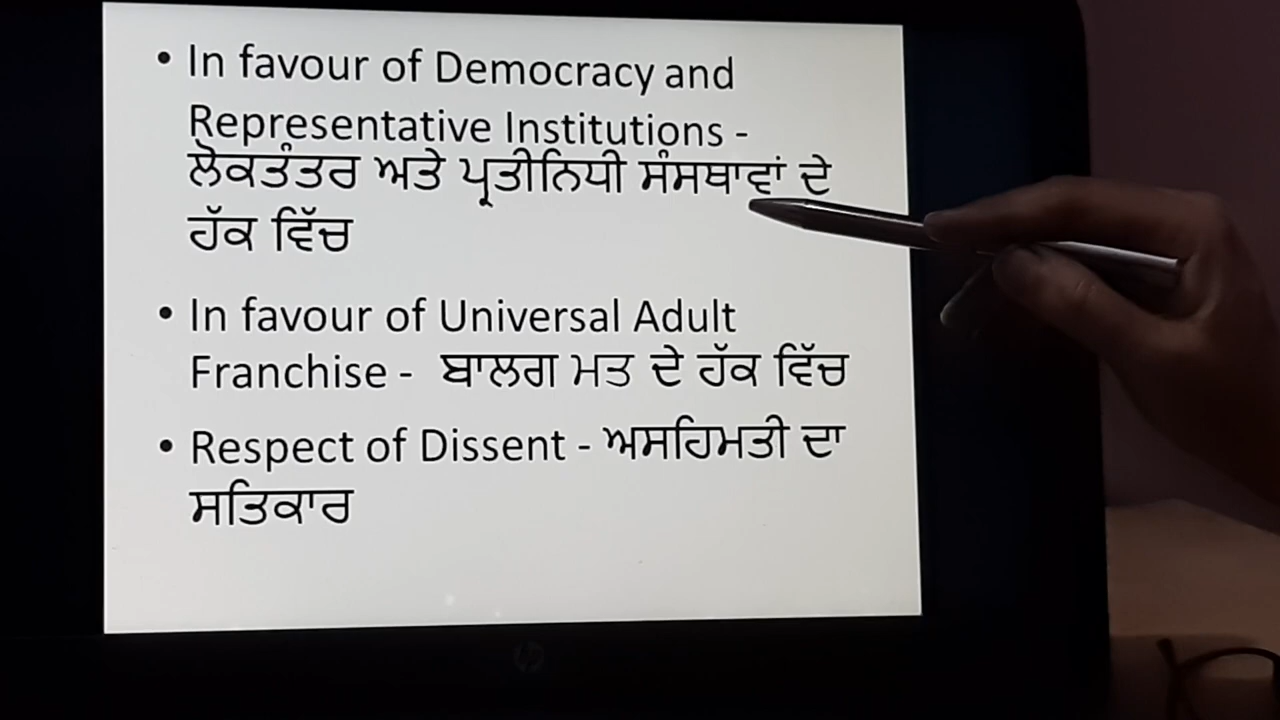 • In favour of Democracy and
Representative Institutions -
ਲੋਕਤੰਤਰ ਅਤੇ ਪ੍ਰਤੀਨਿਧੀ ਸੰਸਥਾਵਾਂ ਦੇ
ਹੱਕ ਵਿੱਚ
• In favour of Universal Adult
Franchise - ਬਾਲਗ ਮਤ ਦੇ ਹੱਕ ਵਿੱਚ
• Respect of Dissent - ਅਸਹਿਮਤੀ ਦਾ
ਸਤਿਕਾਰ
hp